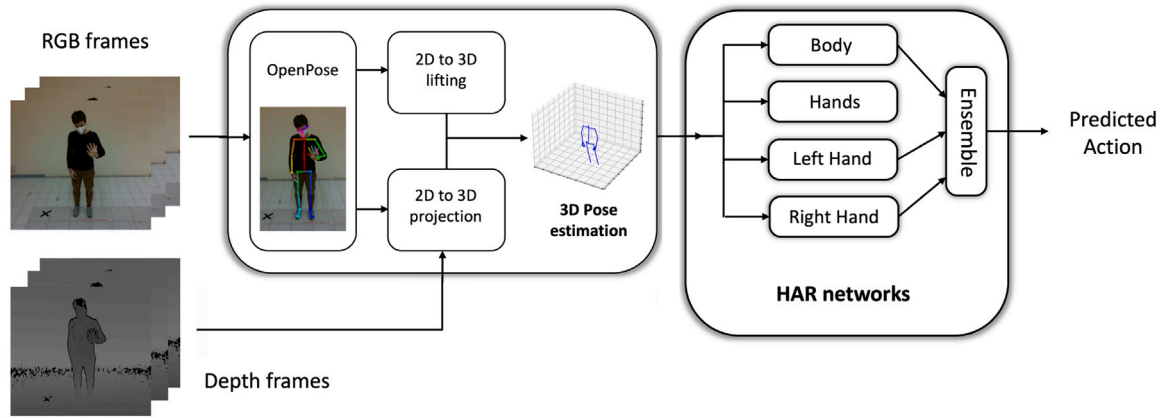 RGB frames
OpenPose
2D to 3D
lifting
2D to 3D
projection
3D Pose
estimation
Depth frames
Body
Hands
Left Hand
Right Hand
Ensemble
HAR networks
Predicted
Action